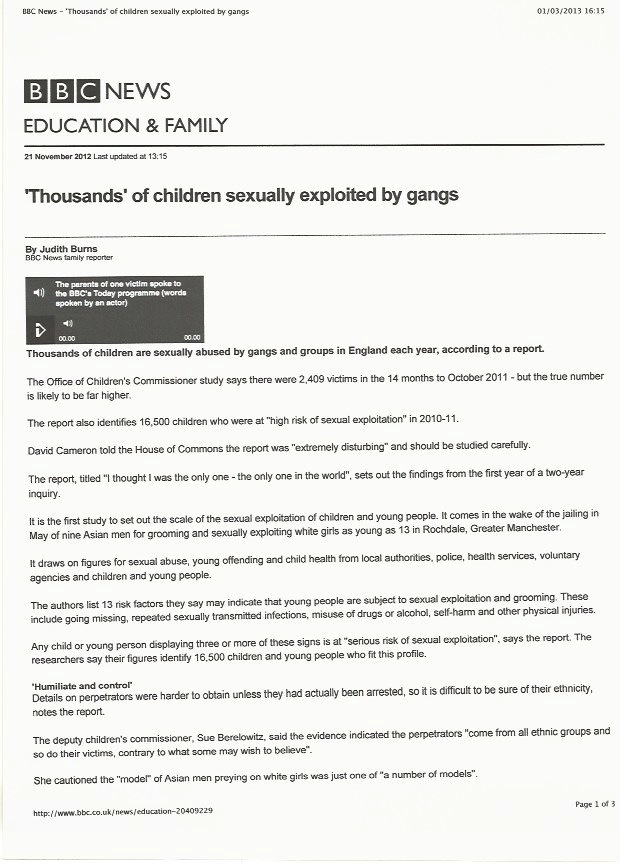 BBC News - 'Thousands' of children sexually exploited by gangs
01/03/2013 16:15
BBC NEWS
EDUCATION & FAMILY
21 November 2012 Last updated at 13:15
'Thousands' of children sexually exploited by gangs
By Judith Burns
BBC News family reporter
The parents of one victim spoke to
the BBC's Today programme (words
spoken by an actor)
00.00
00.00
Thousands of children are sexually abused by gangs and groups in England each year, according to a report.
The Office of Children's Commissioner study says there were 2,409 victims in the 14 months to October 2011 - but the true number
is likely to be far higher.
The report also identifies 16,500 children who were at "high risk of sexual exploitation" in 2010-11.
David Cameron told the House of Commons the report was "extremely disturbing" and should be studied carefully.
The report, titled "I thought I was the only one - the only one in the world", sets out the findings from the first year of a two-year
inquiry.
It is the first study to set out the scale of the sexual exploitation of children and young people. It comes in the wake of the jailing in
May of nine Asian men for grooming and sexually exploiting white girls as young as 13 in Rochdale, Greater Manchester.
It draws on figures for sexual abuse, young offending and child health from local authorities, police, health services, voluntary
agencies and children and young people.
The authors list 13 risk factors they say may indicate that young people are subject to sexual exploitation and grooming. These
include going missing, repeated sexually transmitted infections, misuse of drugs or alcohol, self-harm and other physical injuries.
Any child or young person displaying three or more of these signs is at "serious risk of sexual exploitation", says the report. The
researchers say their figures identify 16,500 children and young people who fit this profile.
'Humiliate and control'
Details on perpetrators were harder to obtain unless they had actually been arrested, so it is difficult to be sure of their ethnicity,
notes the report.
The deputy children's commissioner, Sue Berelowitz, said the evidence indicated the perpetrators "come from all ethnic groups and
so do their victims, contrary to what some may wish to believe".
She cautioned the "model" of Asian men preying on white girls was just one of "a number of models".
http://www.bbc.co.uk/news/education-20409229
Page 1 of 3